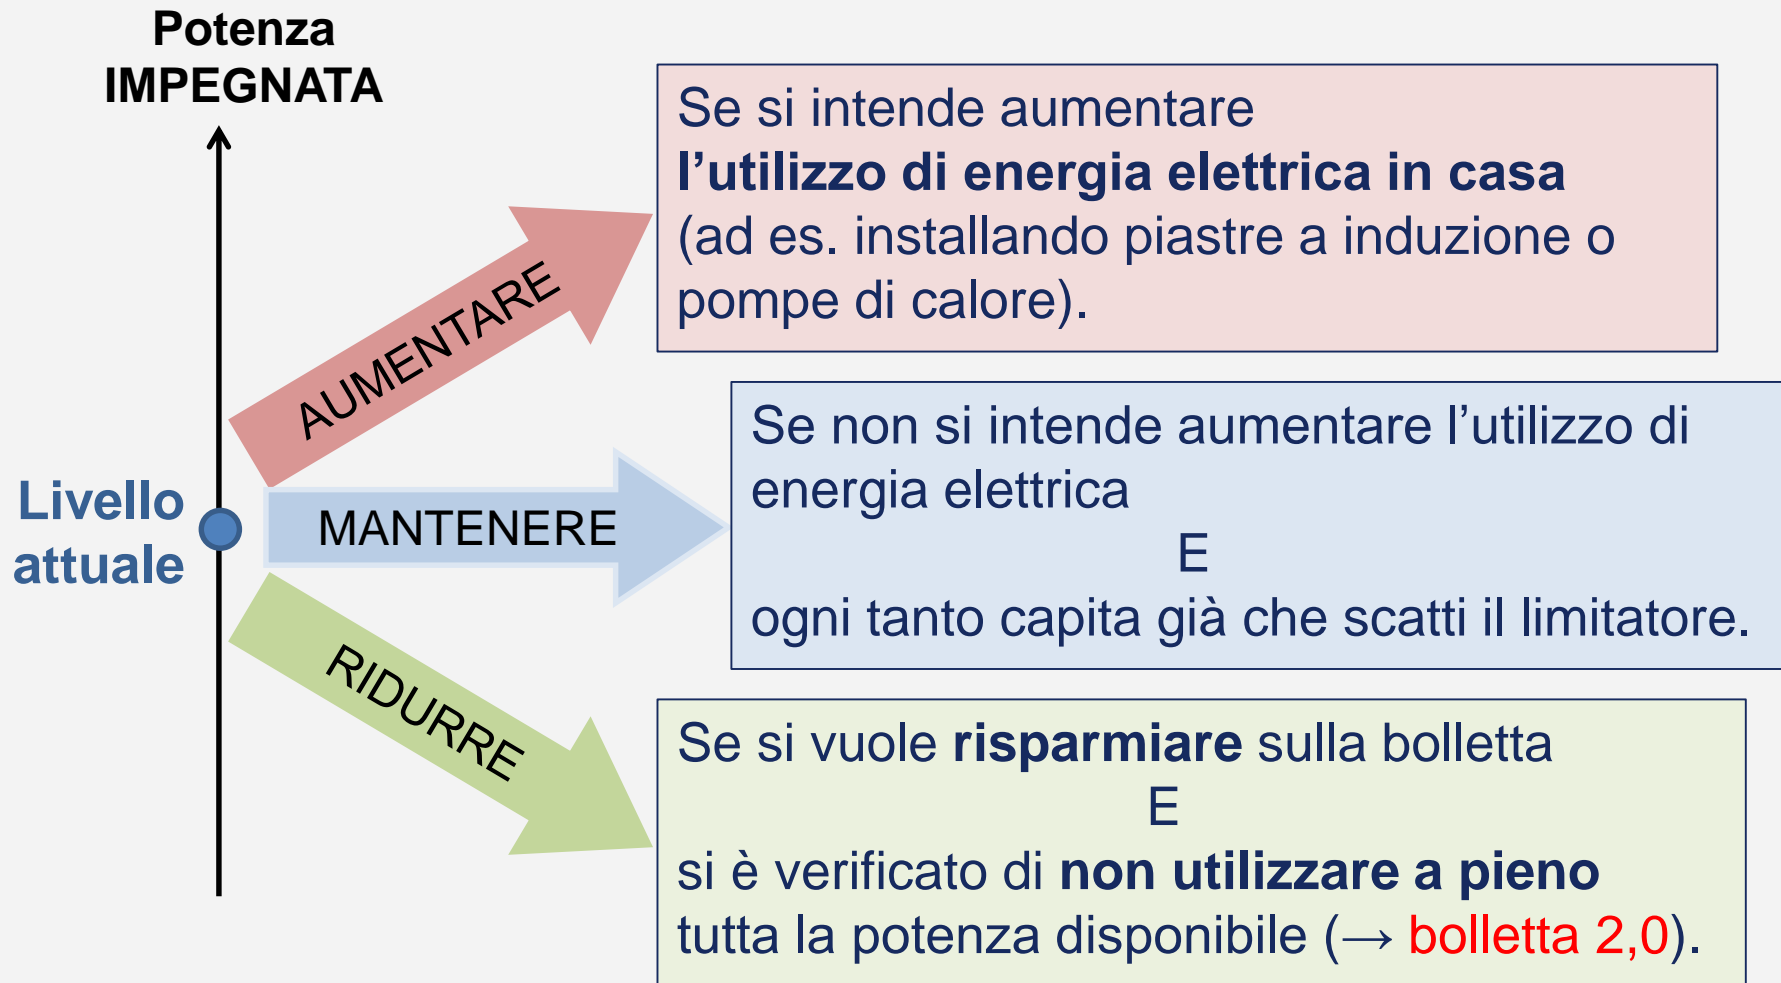 Potenza
IMPEGNATA
Se si intende aumentare
l’utilizzo di energia elettrica in casa
(ad es. installando piastre a induzione o
pompe di calore).
AUMENTARE
Se non si intende aumentare l’utilizzo di
energia elettrica
E
ogni tanto capita già che scatti il limitatore.
Livello
attuale
MANTENERE
RIDURRE
Se si vuole risparmiare sulla bolletta
E
si è verificato di non utilizzare a pieno
tutta la potenza disponibile (→ bolletta 2,0).